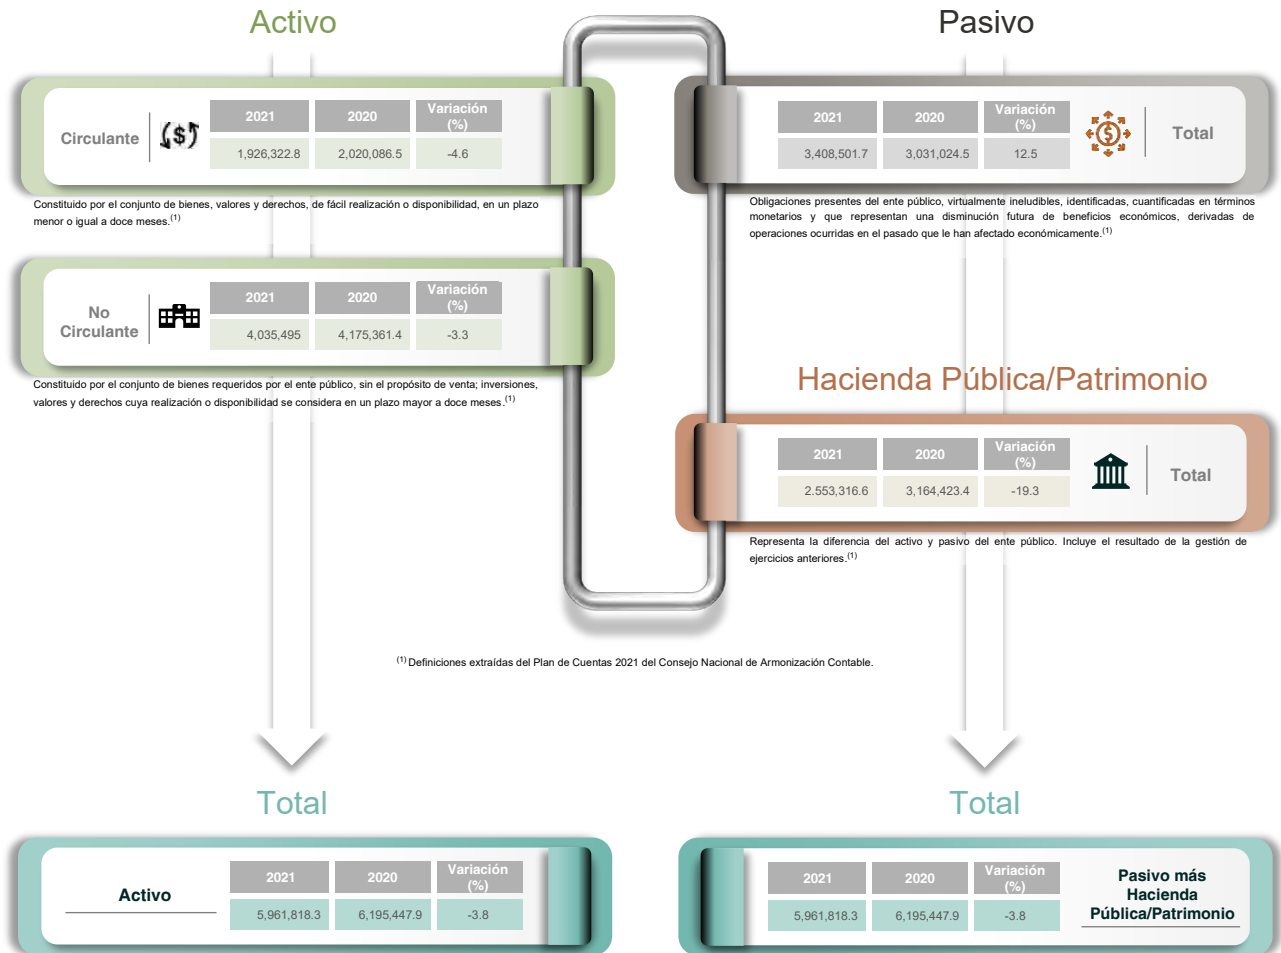 Activo
Circulante
2021 2020 Variación (%)
1,926,322.8 2,020,086.5 -4.6
Constituido por el conjunto de bienes, valores y derechos, de fácil realización o disponibilidad, en un plazo
menor o igual a doce meses.(1)
No
Circulante
2021 2020 Variación (%)
4,035,495 4,175,361.4 -3.3
Constituido por el conjunto de bienes requeridos por el ente público, sin el propósito de venta; inversiones,
valores y derechos cuya realización o disponibilidad se considera en un plazo mayor a doce meses.(1)
Pasivo
2021 2020 Variación (%)
3,408,501.7 3,031,024.5 12.5
Total
Obligaciones presentes del ente público, virtualmente ineludibles, identificadas, cuantificadas en términos
monetarios y que representan una disminución futura de beneficios económicos, derivadas de
operaciones ocurridas en el pasado que le han afectado económicamente.(1)
Hacienda Pública/Patrimonio
2021 2020 Variación (%)
2.553,316.6 3,164,423.4 -19.3
Total
Representa la diferencia del activo y pasivo del ente público. Incluye el resultado de la gestión de
ejercicios anteriores.(1)
(1) Definiciones extraídas del Plan de Cuentas 2021 del Consejo Nacional de Armonización Contable.
Total
Activo
2021 2020 Variación (%)
5,961,818.3 6,195,447.9 -3.8
Total
2021 2020 Variación (%)
5,961,818.3 6,195,447.9 -3.8
Pasivo más
Hacienda
Pública/Patrimonio